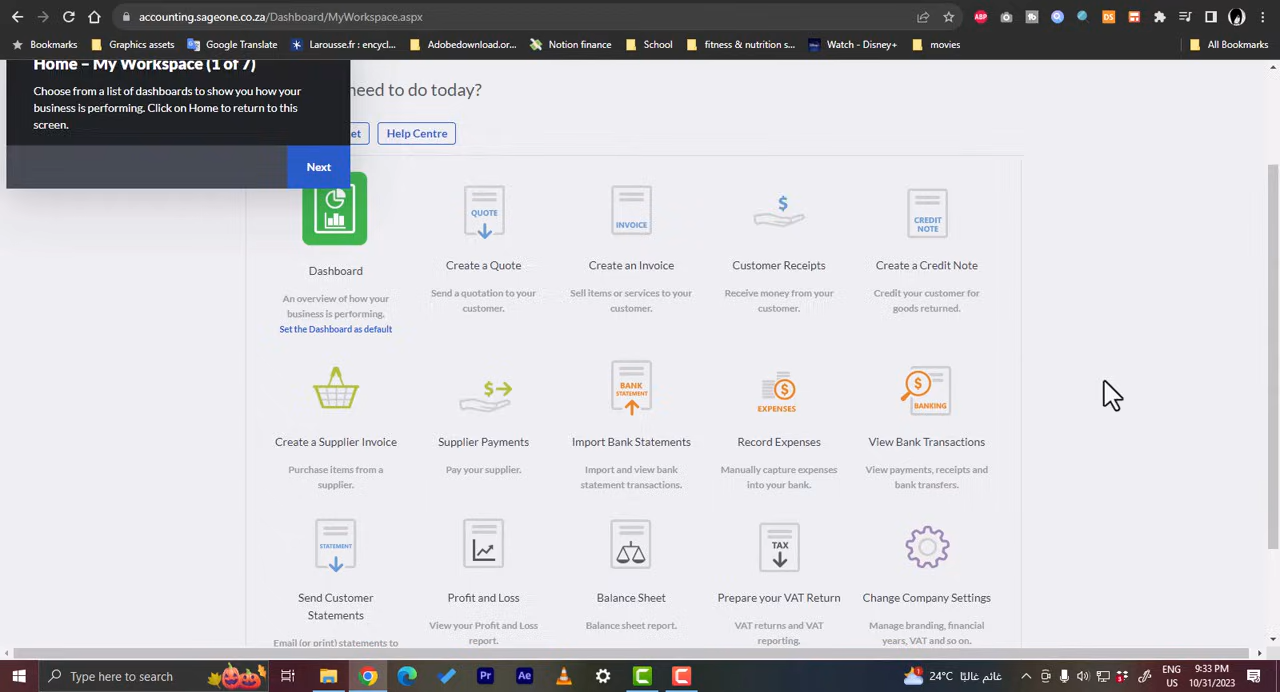 accounting.sageone.co.za/Dashboard/MyWorkspace.aspx
Bookmarks
Graphics assets
Google Translate
Larousse.fr : encycl...
Adobedownload.org...
Notion finance
School
fitness & nutrition s...
Watch - Disney+
movies
All Bookmarks
Home – My Workspace (1 of 7)
Choose from a list of dashboards to show you how your
business is performing. Click on Home to return to this
screen.
Next
need to do today?
et
Help Centre
QUOTE
INVOICE
$
CREDIT
NOTE
Dashboard
Create a Quote
Create an Invoice
Customer Receipts
Create a Credit Note
An overview of how your
business is performing.
Set the Dashboard as default
Send a quotation to your
customer.
Sell items or services to your
customer.
Receive money from your
customer.
Credit your customer for
goods returned.
$
BANK
STATEMENT
$
EXPENSES
$
BANKING
Create a Supplier Invoice
Supplier Payments
Import Bank Statements
Record Expenses
View Bank Transactions
Purchase items from a
supplier.
Pay your supplier.
Import and view bank
statement transactions.
Manually capture expenses
into your bank.
View payments, receipts and
bank transfers.
STATEMENT
TAX
Send Customer
Statements
Profit and Loss
Balance Sheet
Prepare your VAT Return
Change Company Settings
Email (or print) statements to
View your Profit and Loss
report.
Balance sheet report.
VAT returns and VAT
reporting.
Manage branding, financial
years, VAT and so on.
Type here to search
Pr
Ae
24°C
غائم غالبًا
ENG
US
9:33 PM
10/31/2023